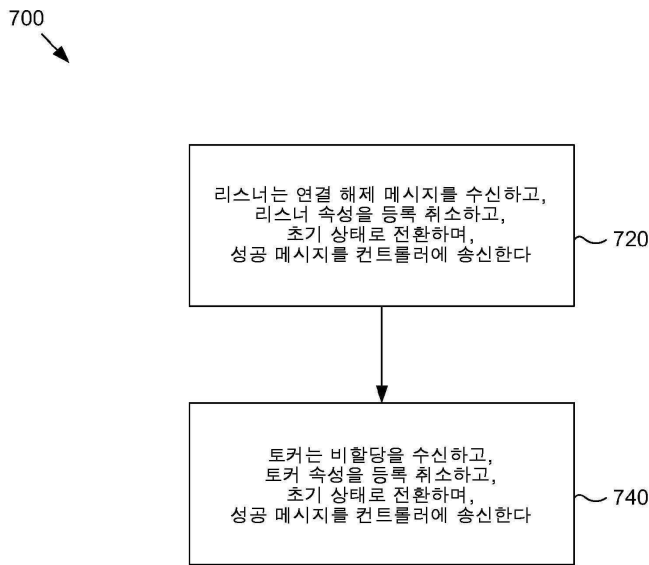 700
리스너는 연결 해제 메시지를 수신하고,
리스너 속성을 등록 취소하고,
초기 상태로 전환하며,
성공 메시지를 컨트롤러에 송신한다
720
토커는 비할당을 수신하고,
토커 속성을 등록 취소하고,
초기 상태로 전환하며,
성공 메시지를 컨트롤러에 송신한다
740